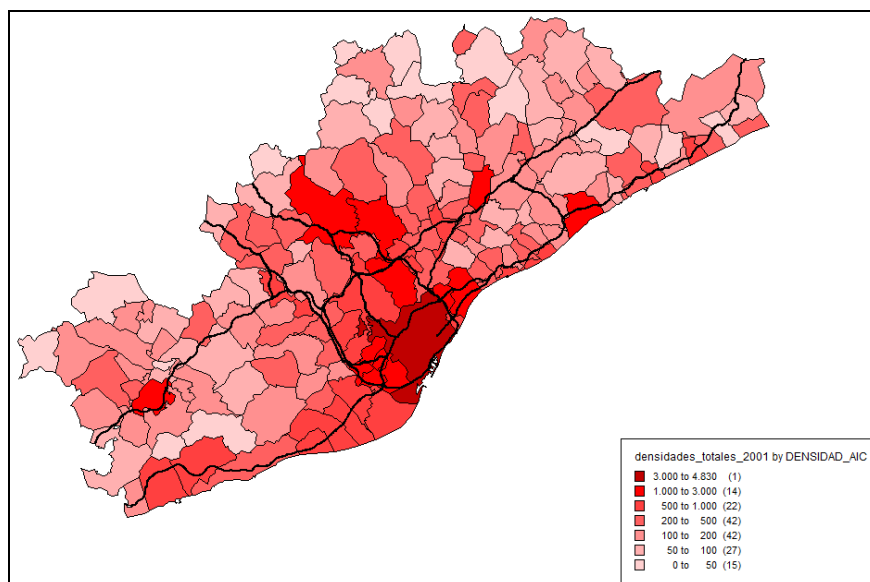 densidades_totales_2001 by DENSIDAD_AIC
3.000 to 4.830 (1)
1.000 to 3.000 (14)
500 to 1.000 (22)
200 to 500 (42)
100 to 200 (42)
50 to 100 (27)
0 to 50 (15)